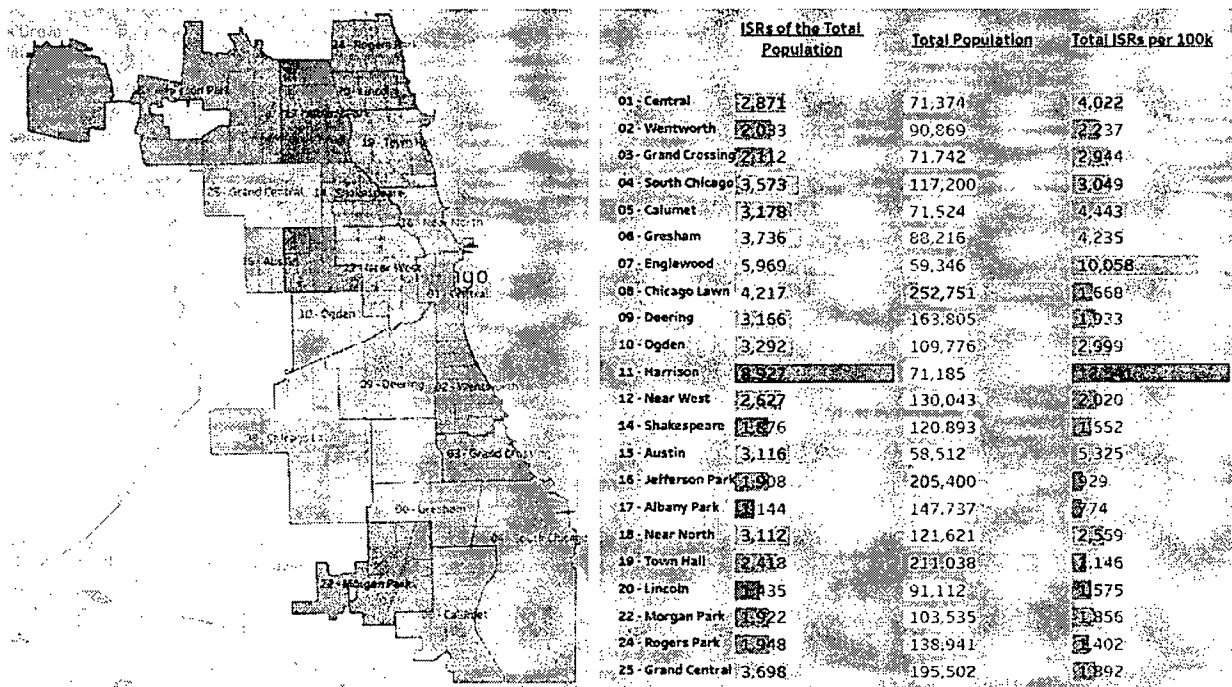 24 - Rogers Park
20 - Lincoln
19 - Town Ha
25 - Grand Central
14 - Shakespeare
18 - Near North
15 - Austin
12 - Near West
01 - Central
10 - Ogden
09 - Deering
02 - Wentworth
08 - Chicago La
03 - Grand Cros
06 - Gresham
04 - South Chicago
22 - Morgan Park
Calumet
ISRs of the Total Population Total Population Total ISRs per 100k
01 - Central 2,871 71,374 4,022
02 - Wentworth 2,033 90,869 2,237
03 - Grand Crossing 2,112 71,742 2,944
04 - South Chicago 3,573 117,200 3,049
05 - Calumet 3,178 71,524 4,443
06 - Gresham 3,736 88,216 4,235
07 - Englewood 5,969 59,346 10,058
08 - Chicago Lawn 4,217 252,751 1,668
09 - Deering 3,166 163,805 1,933
10 - Ogden 3,292 109,776 2,999
11 - Harrison 8,927 71,185 12,541
12 - Near West 2,627 130,043 2,020
14 - Shakespeare 1,876 120,893 1,552
15 - Austin 3,116 58,512 5,325
16 - Jefferson Park 1,908 205,400 929
17 - Albany Park 1,144 147,737 774
18 - Near North 3,112 121,621 2,559
19 - Town Hall 2,418 211,038 1,146
20 - Lincoln 1,435 91,112 1,575
22 - Morgan Park 1,922 103,535 1,856
24 - Rogers Park 1,948 138,941 1,402
25 - Grand Central 3,698 195,502 1,892